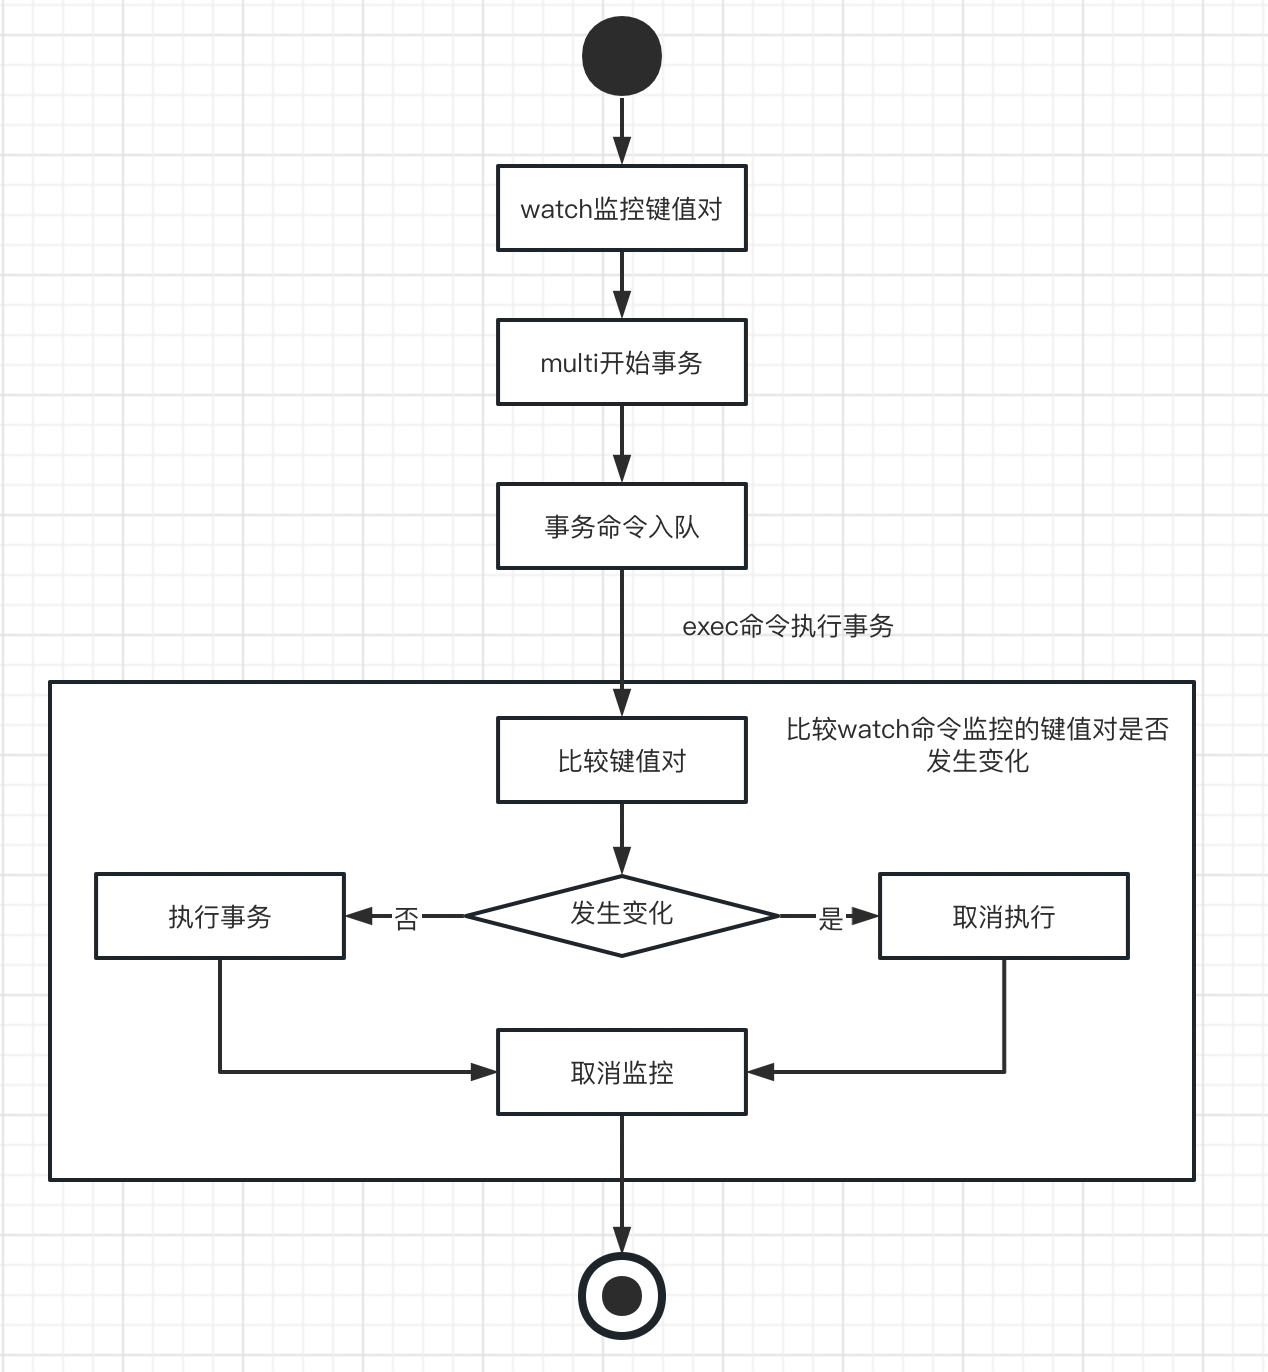 watch监控键值对
multi开始事务
事务命令入队
exec命令执行事务
比较watch命令监控的键值对是否
发生变化
比较键值对
执行事务
否
发生变化
是
取消执行
取消监控